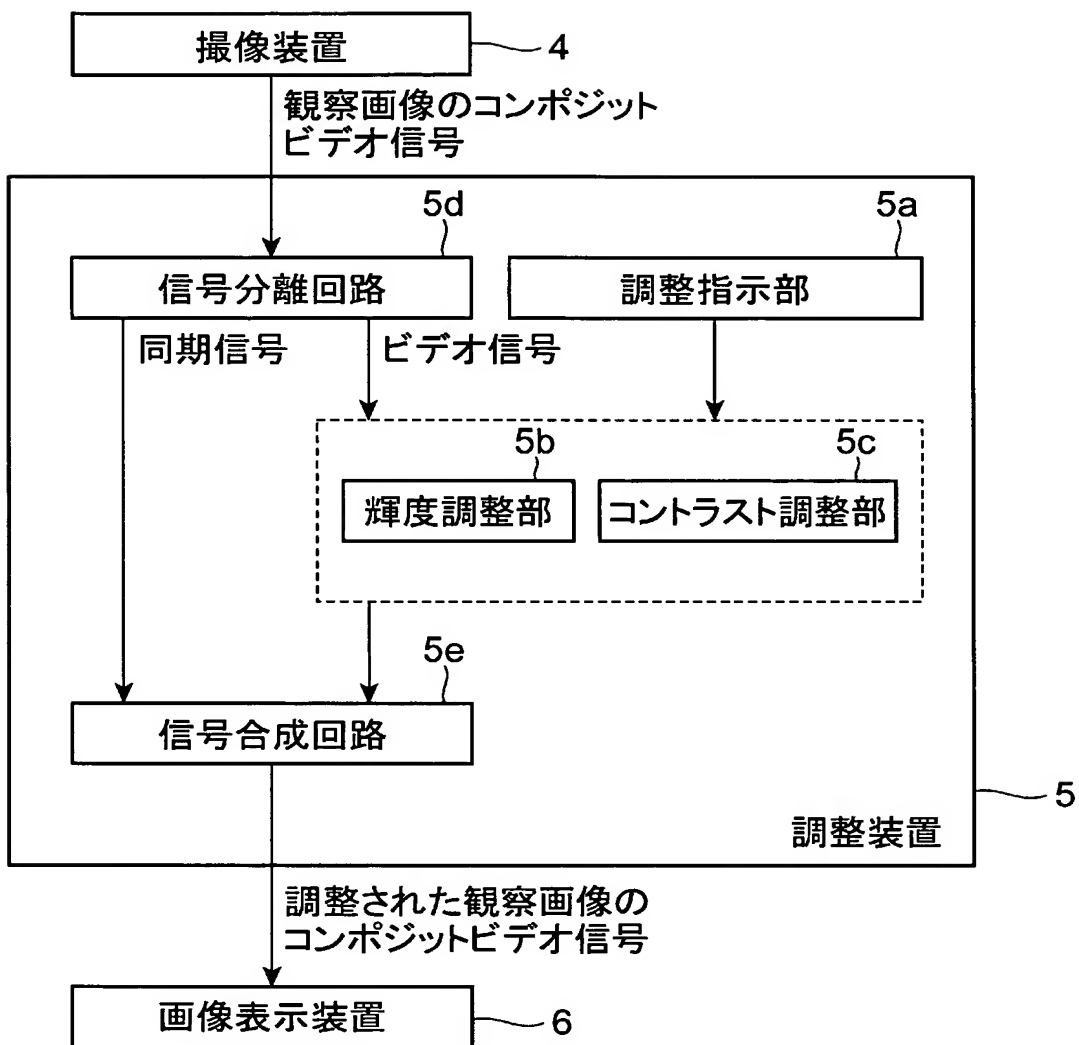 撮像装置
4
観察画像のコンポジット
ビデオ信号
5d
5a
信号分離回路
調整指示部
同期信号
ビデオ信号
5b
5c
輝度調整部
コントラスト調整部
5e
信号合成回路
5
調整装置
調整された観察画像の
コンポジットビデオ信号
画像表示装置
6